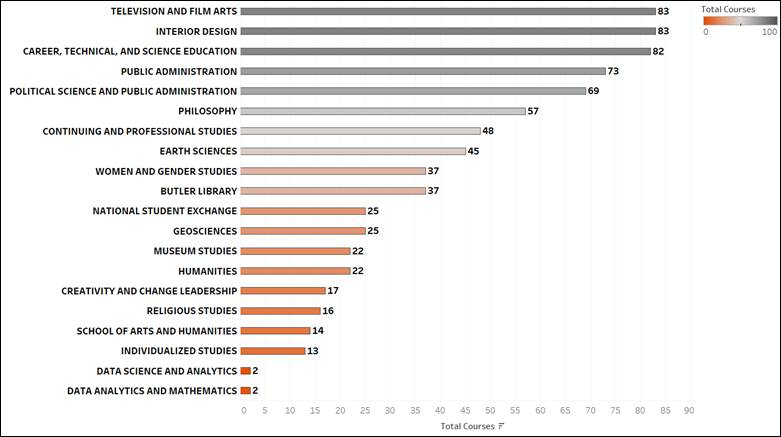 TELEVISION AND FILM ARTS 83
INTERIOR DESIGN 83
CAREER, TECHNICAL, AND SCIENCE EDUCATION 82
PUBLIC ADMINISTRATION 73
POLITICAL SCIENCE AND PUBLIC ADMINISTRATION 69
PHILOSOPHY 57
CONTINUING AND PROFESSIONAL STUDIES 48
EARTH SCIENCES 45
WOMEN AND GENDER STUDIES 37
BUTLER LIBRARY 37
NATIONAL STUDENT EXCHANGE 25
GEOSCIENCES 25
MUSEUM STUDIES 22
HUMANITIES 22
CREATIVITY AND CHANGE LEADERSHIP 17
RELIGIOUS STUDIES 16
SCHOOL OF ARTS AND HUMANITIES 14
INDIVIDUALIZED STUDIES 13
DATA SCIENCE AND ANALYTICS 2
DATA ANALYTICS AND MATHEMATICS 2
0 5 10 15 20 25 30 35 40 45 50 55 60 65 70 75 80 85 90
Total Courses
Total Courses
0 100